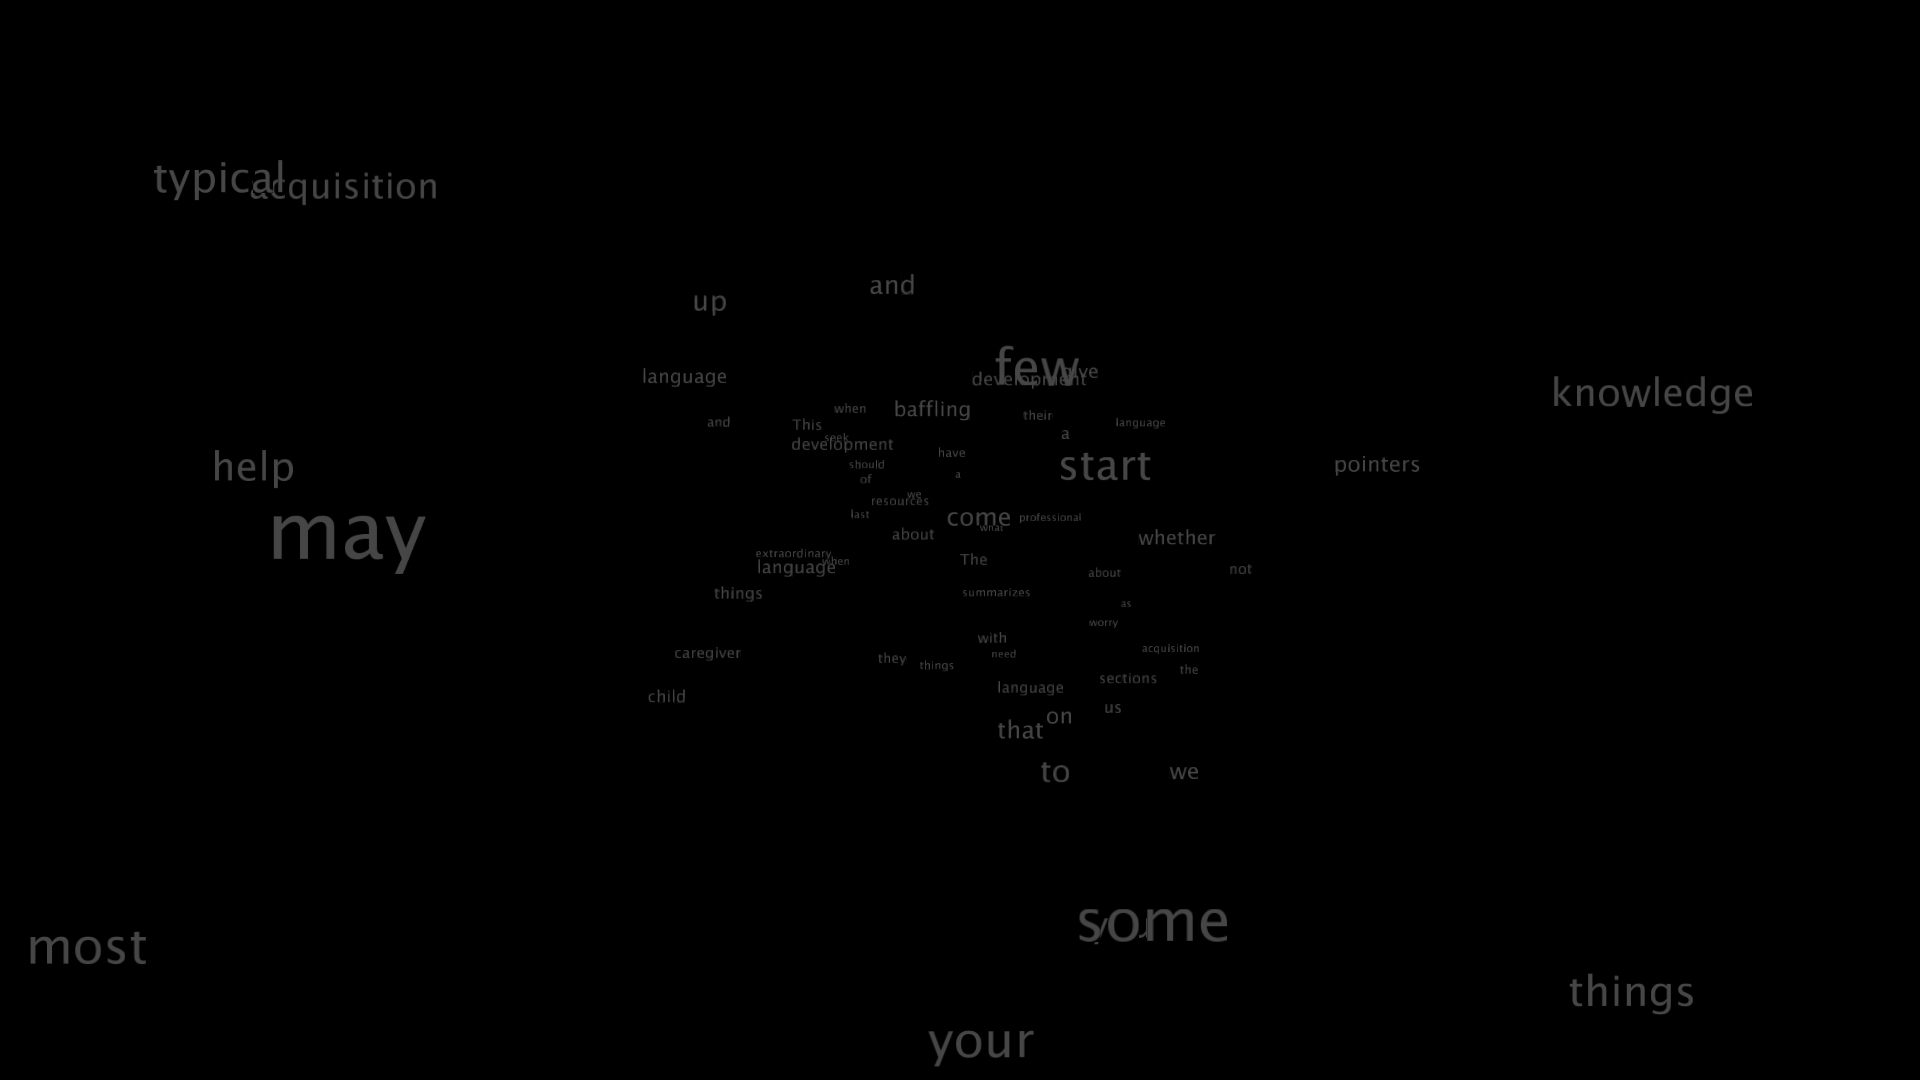 typical
acquisition
and
up
few
give
development
language
knowledge
when
baffling
their
and
This
language
a
seek
development
have
help
should
start
pointers
a
of
we
resources
last
come
professional
what
may
about
whether
extraordinary
The
when
language
about
not
things
summarizes
as
worry
with
acquisition
caregiver
need
they
things
the
sections
language
child
us
on
that
to
we
some
most
things
your